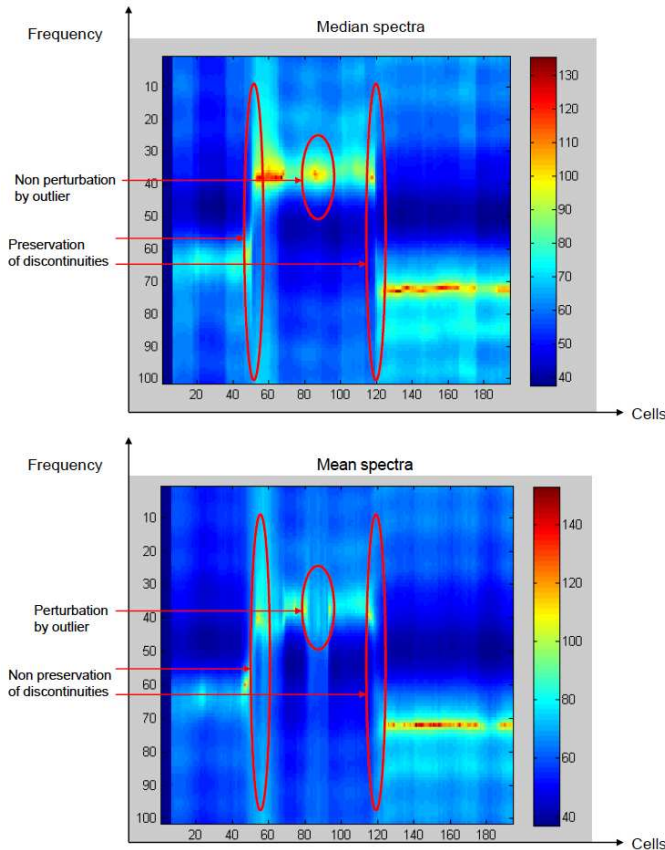 Median spectra
Frequency
10
20
30
40
50
60
70
80
90
100
Non perturbation
by outlier
Preservation
of discontinuities
20 40 60 80 100 120 140 160 180
130
120
110
100
90
80
70
60
50
40
Cells
Mean spectra
Frequency
10
20
30
40
50
60
70
80
90
100
Perturbation
by outlier
Non preservation
of discontinuities
20 40 60 80 100 120 140 160 180
140
120
100
80
60
40
Cells